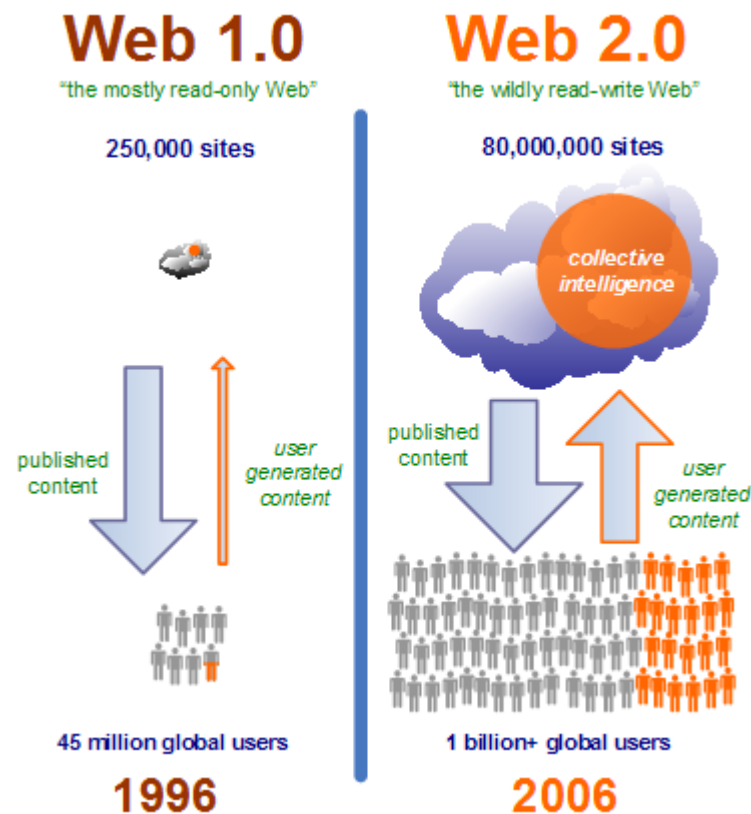 Web 1.0
“the mostly read-only Web”
250,000 sites
published
content
user
generated
content
45 million global users
1996
Web 2.0
“the wildly read-write Web”
80,000,000 sites
collective
intelligence
published
content
user
generated
content
1 billion+ global users
2006